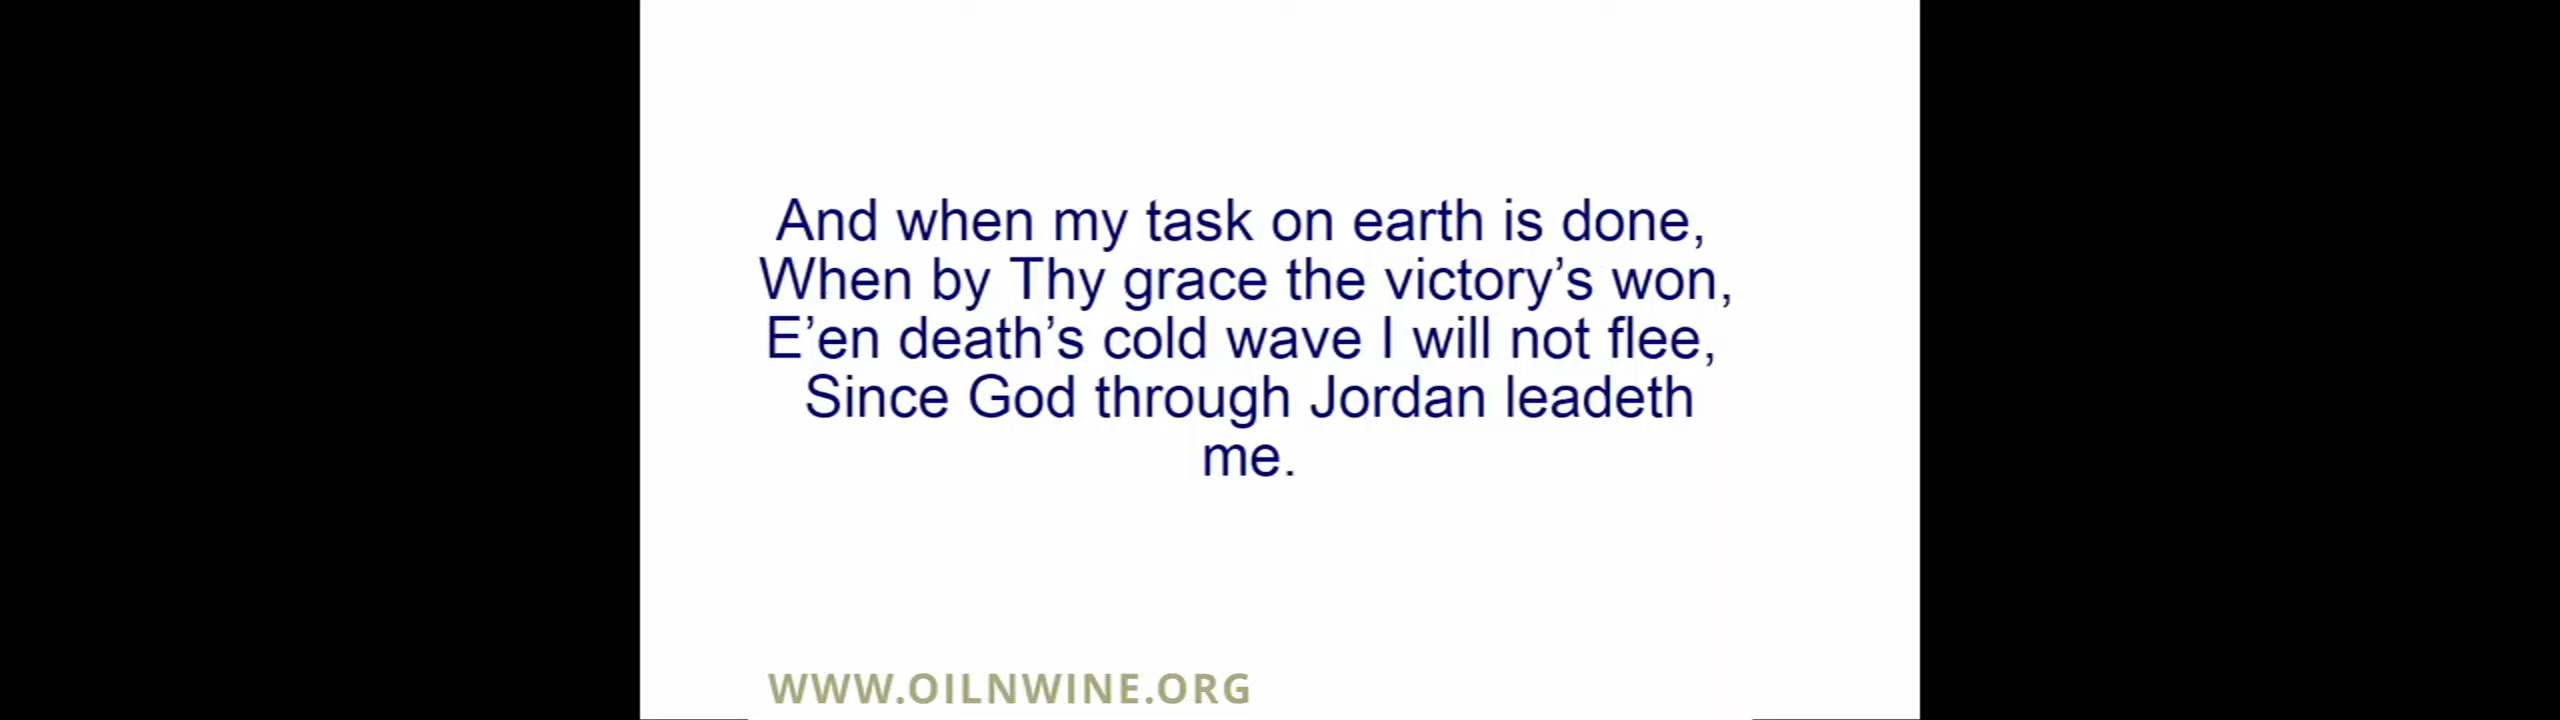 And when my task on earth is done,
When by Thy grace the victory’s won,
E’en death’s cold wave I will not flee,
Since God through Jordan leadeth
me.
WWW.OILNWINE.ORG